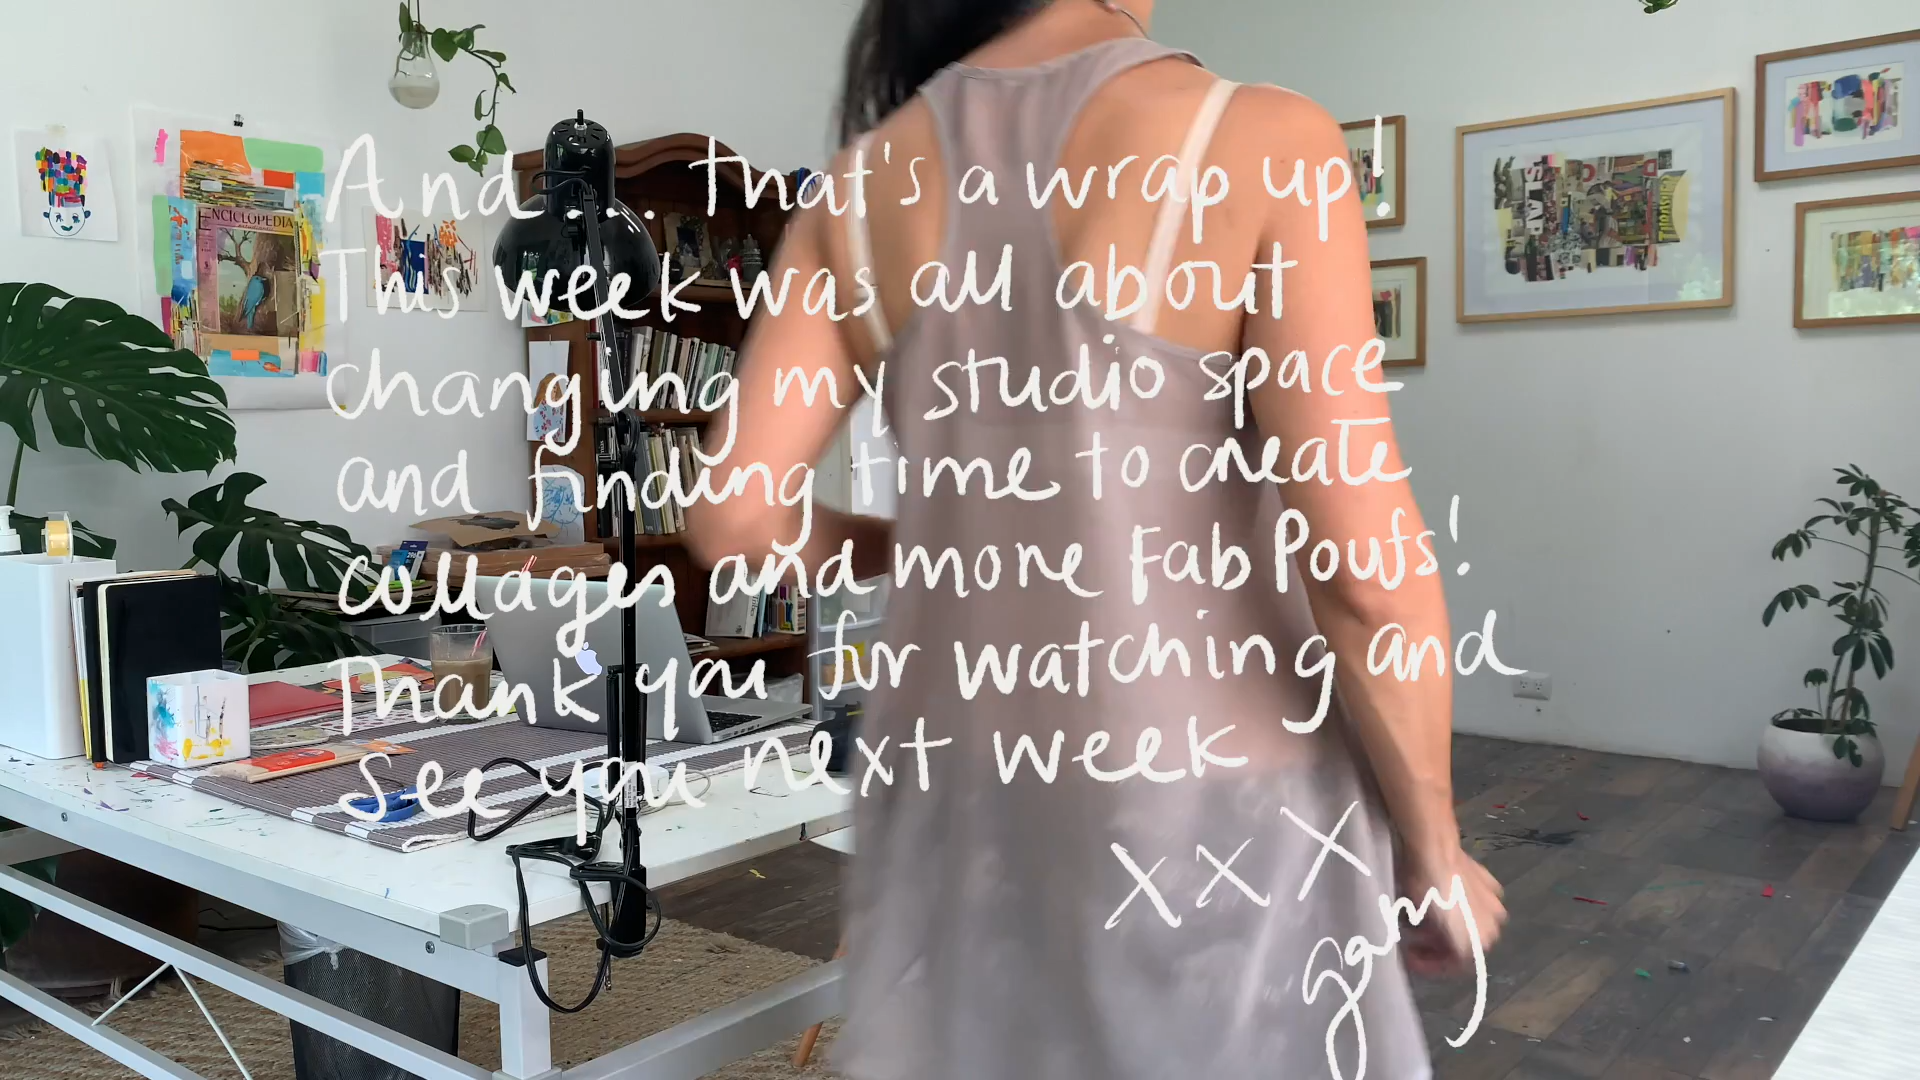 And.... that's a wrap up!
This week was all about
changing my studio space
and finding time to create
collages and more Fab Poufs!
Thank you for watching and
see you next week
xxx
ENCICLOPEDIA